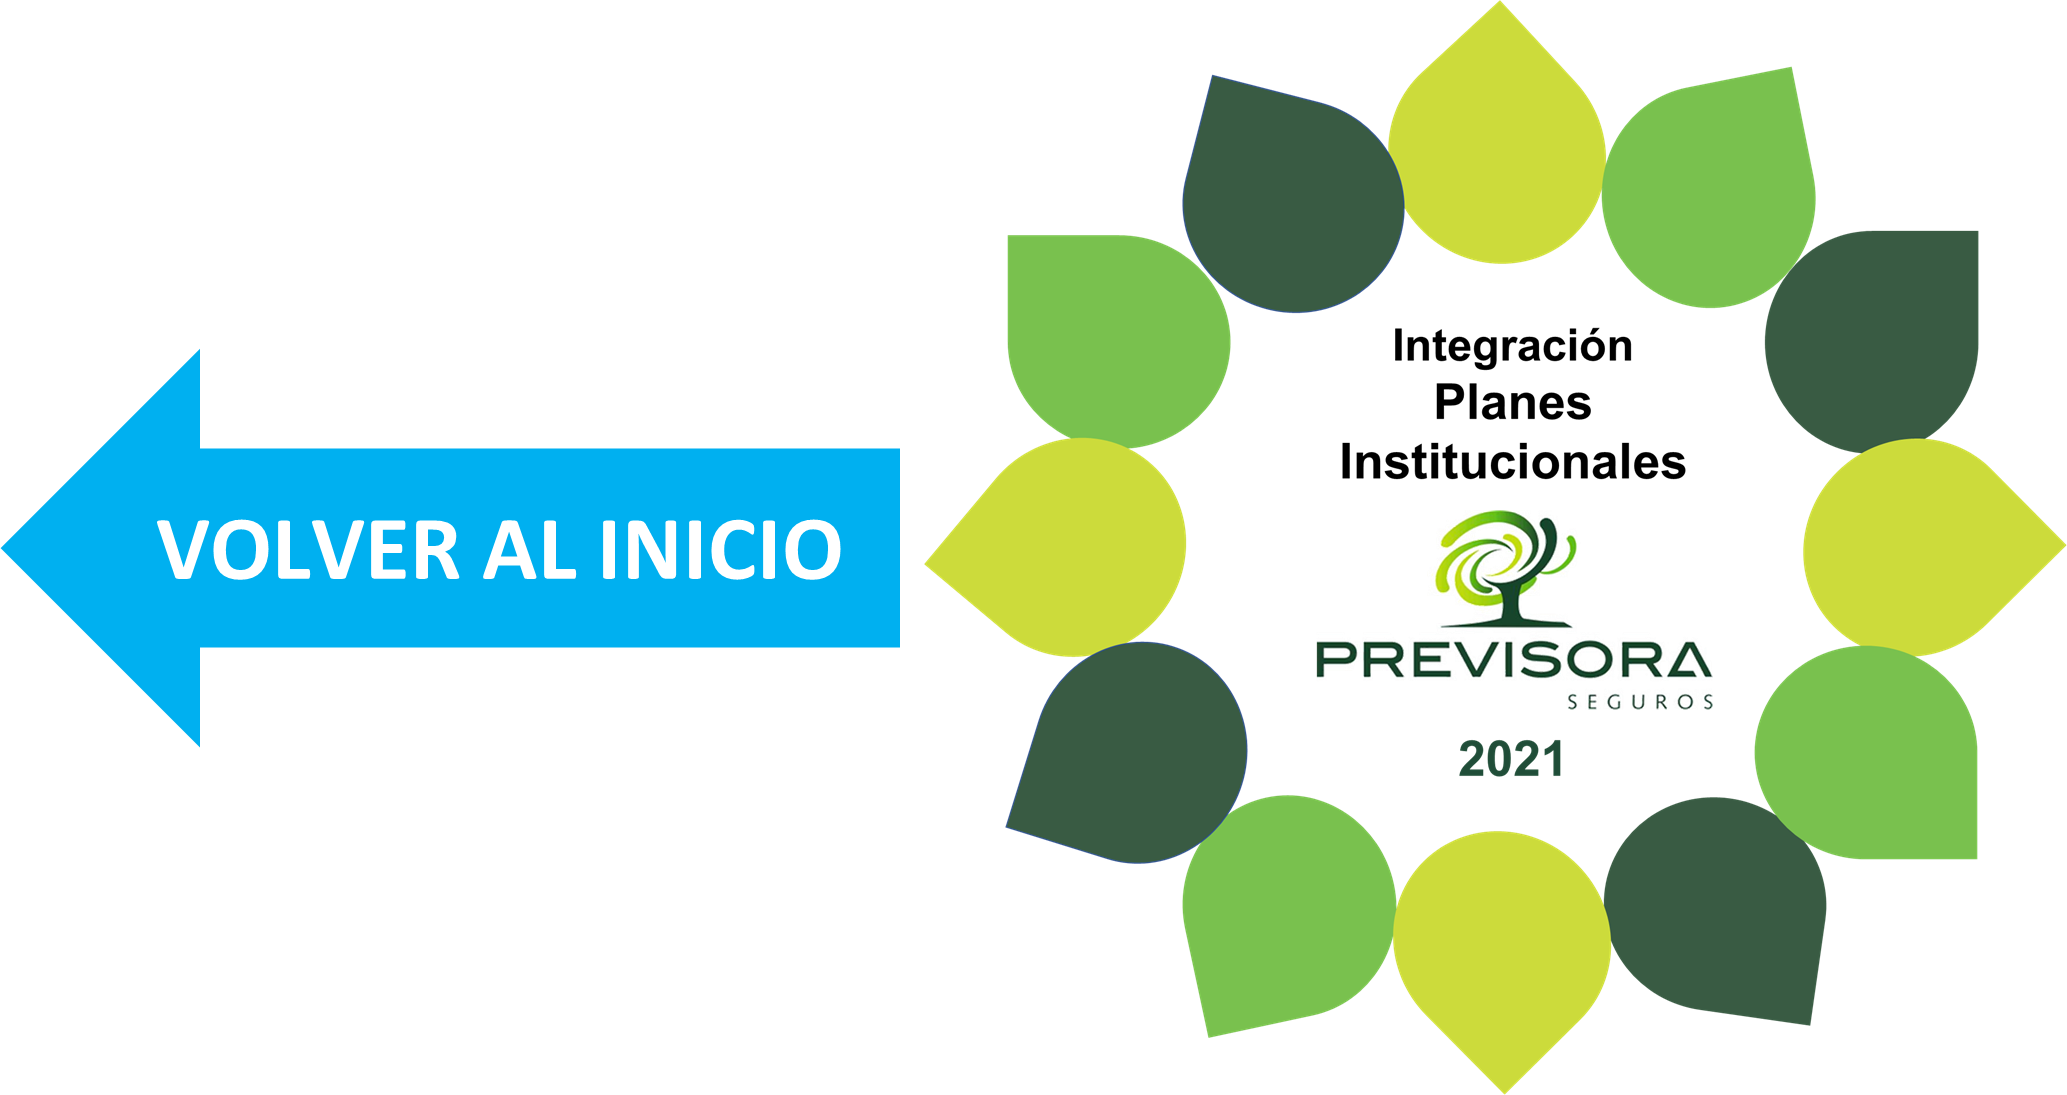 VOLVER AL INICIO
Integración
Planes
Institucionales
PREVISORA
SEGUROS
2021